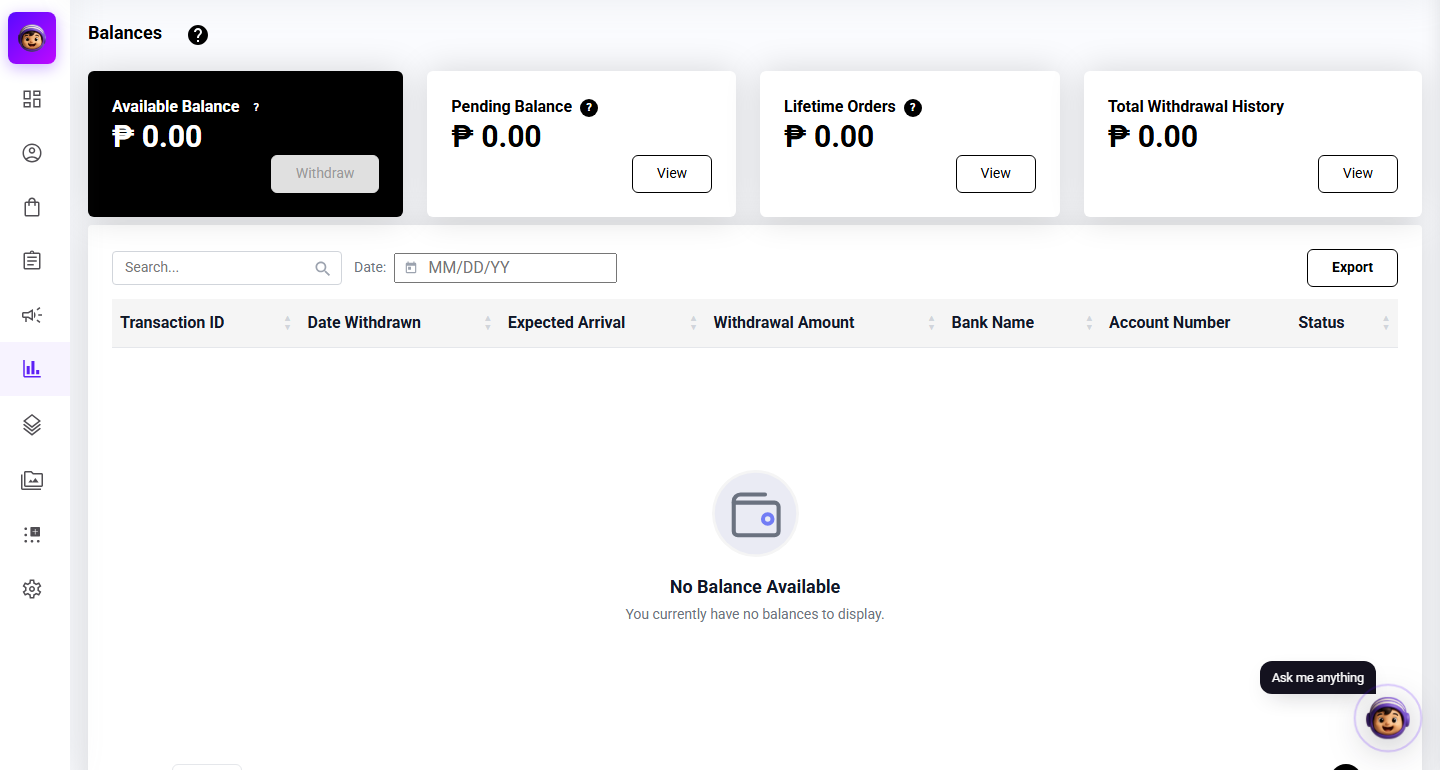 Balances ?
Available Balance ?
₱ 0.00
Withdraw
Pending Balance ?
₱ 0.00
View
Lifetime Orders ?
₱ 0.00
View
Total Withdrawal History
₱ 0.00
View
Search...
Date: MM/DD/YY
Export
Transaction ID Date Withdrawn Expected Arrival Withdrawal Amount Bank Name Account Number Status
No Balance Available
You currently have no balances to display.
Ask me anything